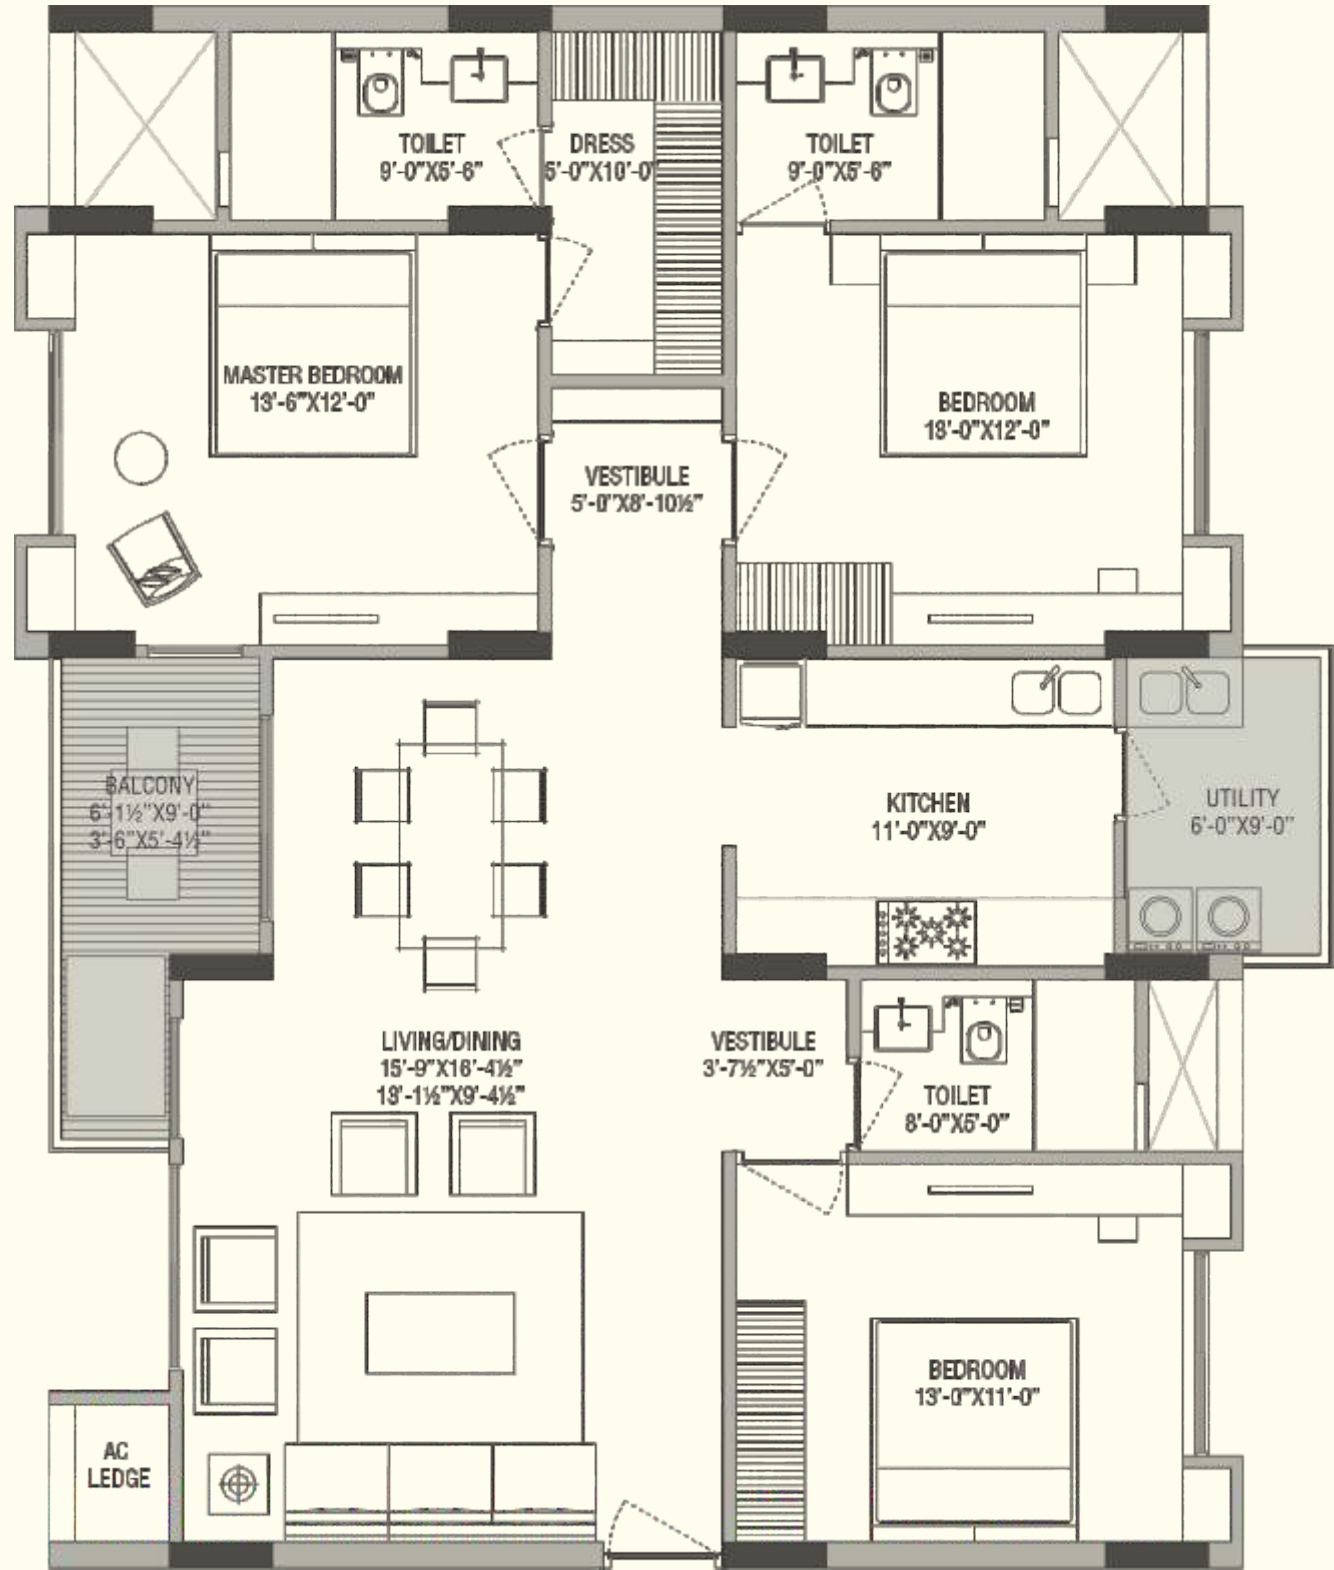 TOILET
9'-0"X5'-6"
DRESS
5'-0"X10'-0"
TOILET
9'-0"X5'-6"
MASTER BEDROOM
13'-6"X12'-0"
BEDROOM
13'-0"X12'-0"
VESTIBULE
5'-0"X8'-10½"
BALCONY
6'-1½"X9'-0"
3'-6"X5'-4½"
KITCHEN
11'-0"X9'-0"
UTILITY
6'-0"X9'-0"
LIVING/DINING
15'-9"X16'-4½"
13'-1½"X9'-4½"
VESTIBULE
3'-7½"X5'-0"
TOILET
8'-0"X5'-0"
BEDROOM
13'-0"X11'-0"
AC
LEDGE